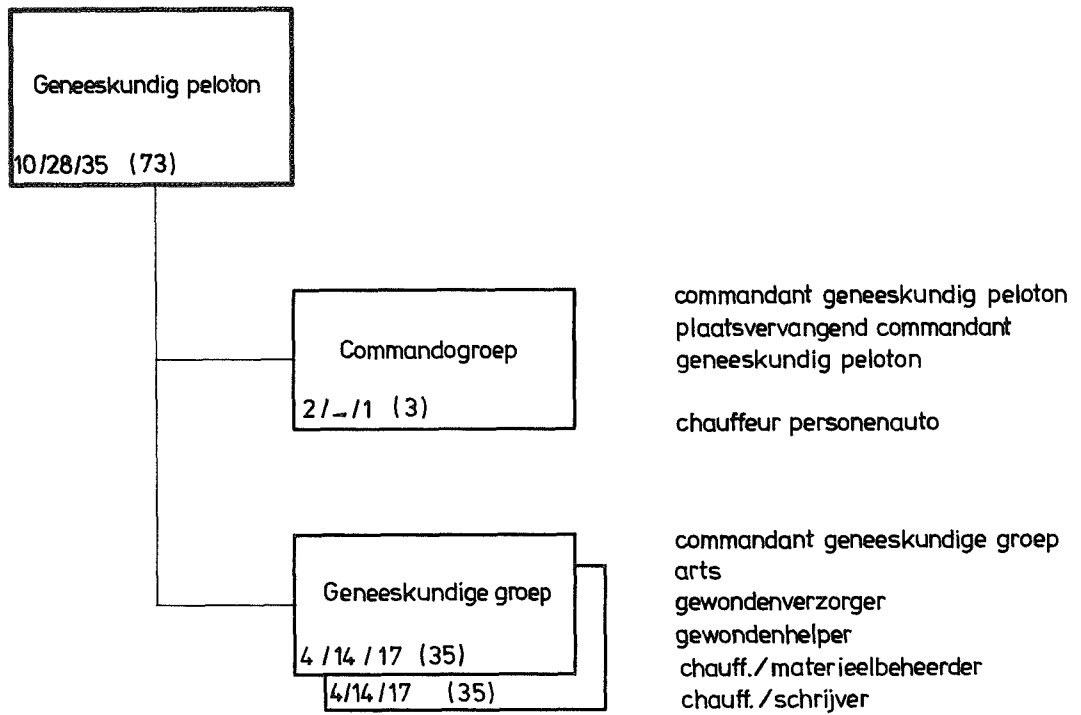 Geneeskundig peloton
10/28/35 (73)
Commandogroep
2/-/1 (3)
commandant geneeskundig peloton
plaatsvervangend commandant
geneeskundig peloton
chauffeur personenauto
Geneeskundige groep
4/14/17 (35)
4/14/17 (35)
commandant geneeskundige groep
arts
gewondenverzorger
gewondenhelper
chauff./materieelbeheerder
chauff./schrijver